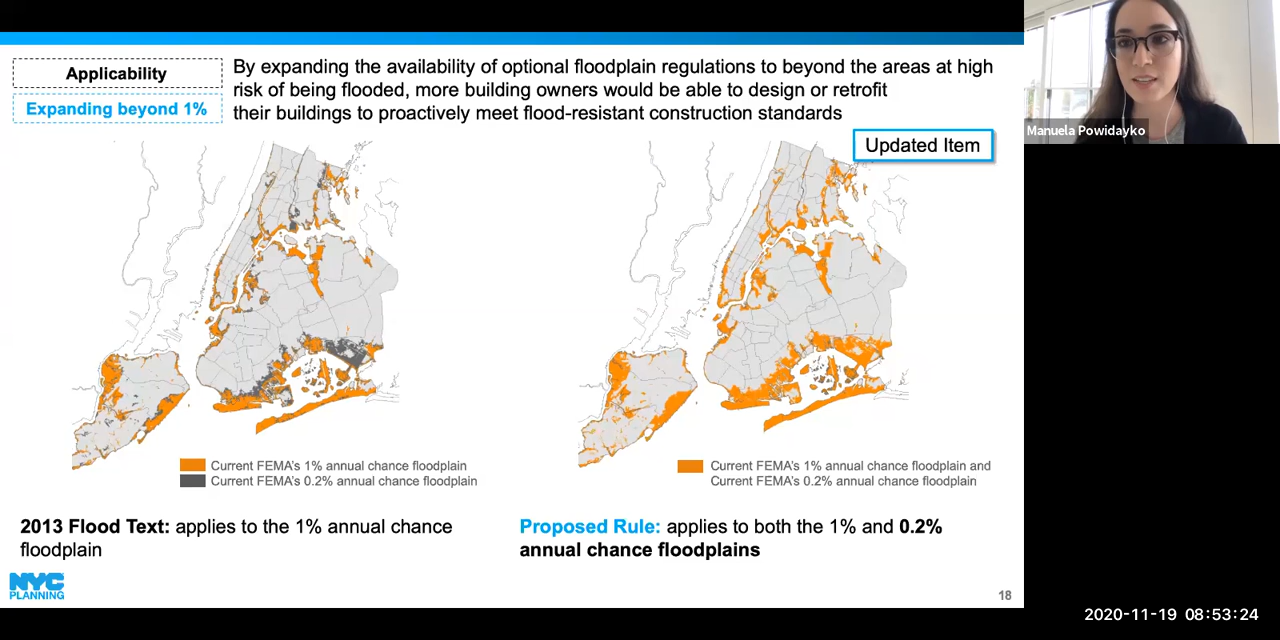 Applicability
Expanding beyond 1%
By expanding the availability of optional floodplain regulations to beyond the areas at high
risk of being flooded, more building owners would be able to design or retrofit
their buildings to proactively meet flood-resistant construction standards
Updated Item
Manuela Powidayko
Current FEMA's 1% annual chance floodplain
Current FEMA's 0.2% annual chance floodplain
Current FEMA's 1% annual chance floodplain and
Current FEMA's 0.2% annual chance floodplain
2013 Flood Text: applies to the 1% annual chance
floodplain
Proposed Rule: applies to both the 1% and 0.2%
annual chance floodplains
NYC
PLANNING
18
2020-11-19 08:53:24